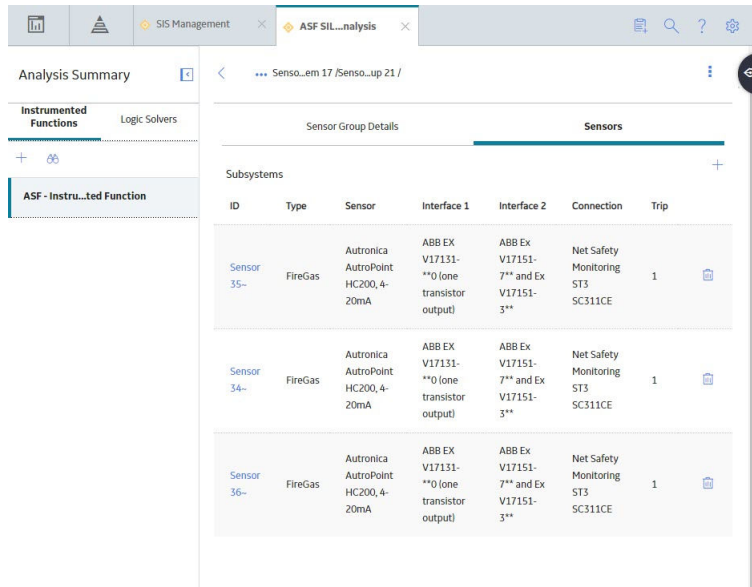 SIS Management
ASF SIL...nalysis
Analysis Summary
... Senso...em 17 /Senso...up 21 /
Instrumented
Functions
Logic Solvers
Sensor Group Details
Sensors
ASF - Instru...ted Function
Subsystems
ID Type Sensor Interface 1 Interface 2 Connection Trip
Sensor
35~
FireGas
Autronica
AutroPoint
HC200, 4-
20mA
ABB EX
V17131-
**0 (one
transistor
output)
ABB Ex
V17151-
7** and Ex
V17151-
3**
Net Safety
Monitoring
ST3
SC311CE
1
Sensor
34~
FireGas
Autronica
AutroPoint
HC200, 4-
20mA
ABB EX
V17131-
**0 (one
transistor
output)
ABB Ex
V17151-
7** and Ex
V17151-
3**
Net Safety
Monitoring
ST3
SC311CE
1
Sensor
36~
FireGas
Autronica
AutroPoint
HC200, 4-
20mA
ABB EX
V17131-
**0 (one
transistor
output)
ABB Ex
V17151-
7** and Ex
V17151-
3**
Net Safety
Monitoring
ST3
SC311CE
1